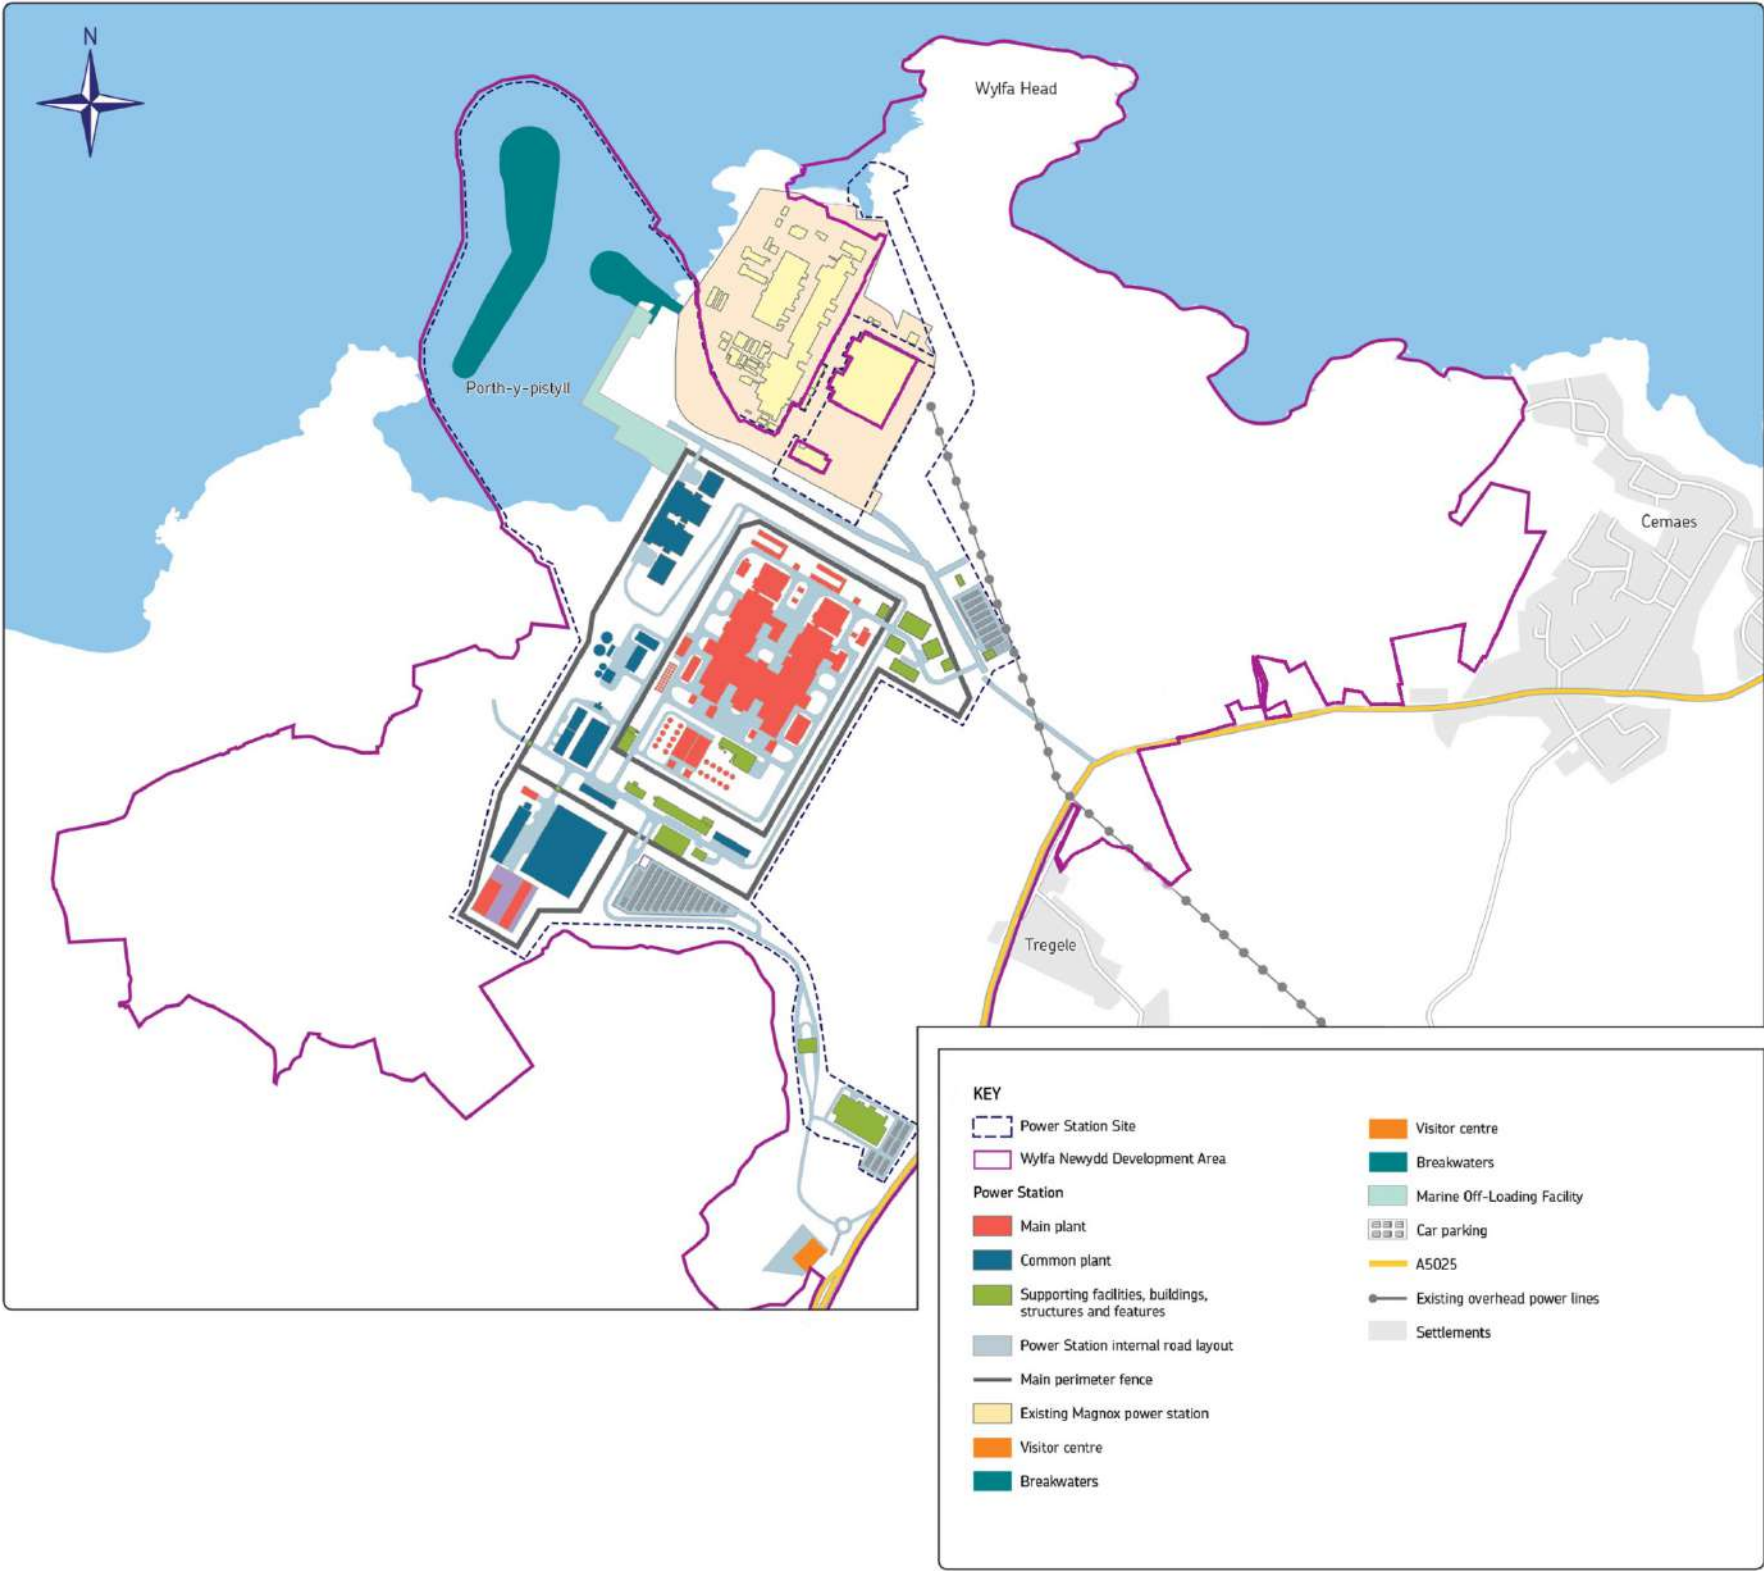 N
Wylfa Head
Porth-y-pistyll
Cemaes
Tregele
KEY
Power Station Site
Wylfa Newydd Development Area
Power Station
Main plant
Common plant
Supporting facilities, buildings,
structures and features
Power Station internal road layout
Main perimeter fence
Existing Magnox power station
Visitor centre
Breakwaters
Visitor centre
Breakwaters
Marine Off-Loading Facility
Car parking
A5025
Existing overhead power lines
Settlements